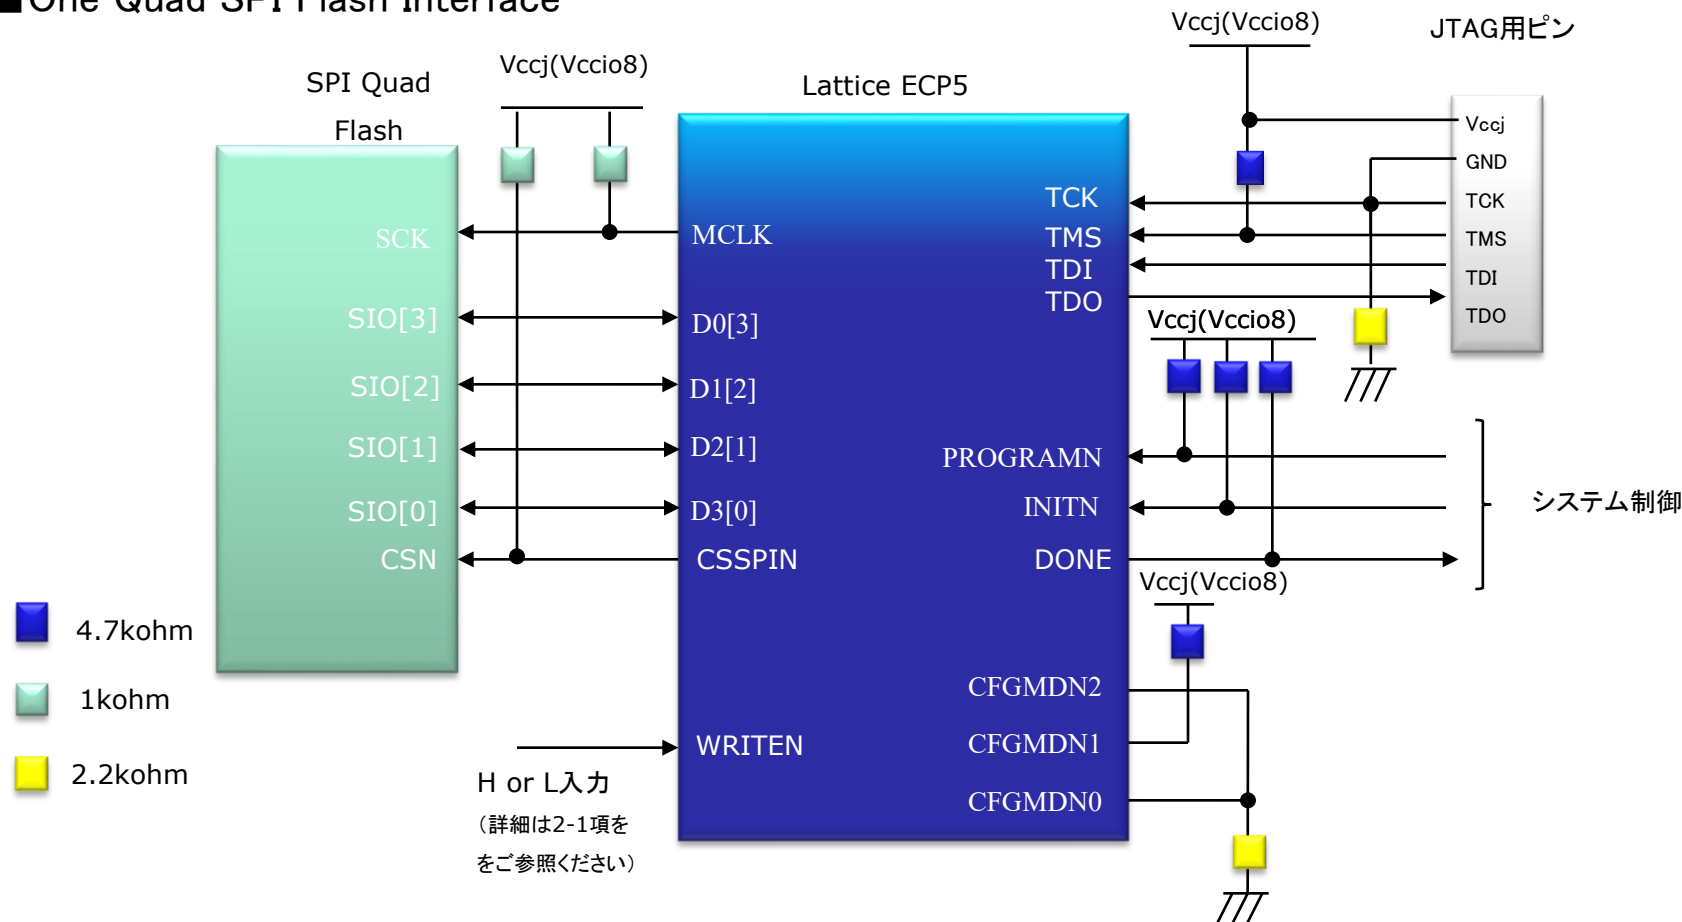 ■One Quad SPI Flash Interface
Vccj(Vccio8)
JTAG用ピン
Vccj(Vccio8)
SPI Quad
Flash
Lattice ECP5
Vccj
GND
TCK
TMS
TDI
TDO
TCK
TMS
TDI
TDO
SCK
SIO[3]
SIO[2]
SIO[1]
SIO[0]
CSN
MCLK
D0[3]
D1[2]
D2[1]
D3[0]
CSSPIN
WRITEN
Vccj(Vccio8)
PROGRAMN
INITN
DONE
システム制御
Vccj(Vccio8)
CFGMDN2
CFGMDN1
CFGMDN0
4.7kohm
1kohm
2.2kohm
H or L入力
（詳細は2-1項を
をご参照ください）